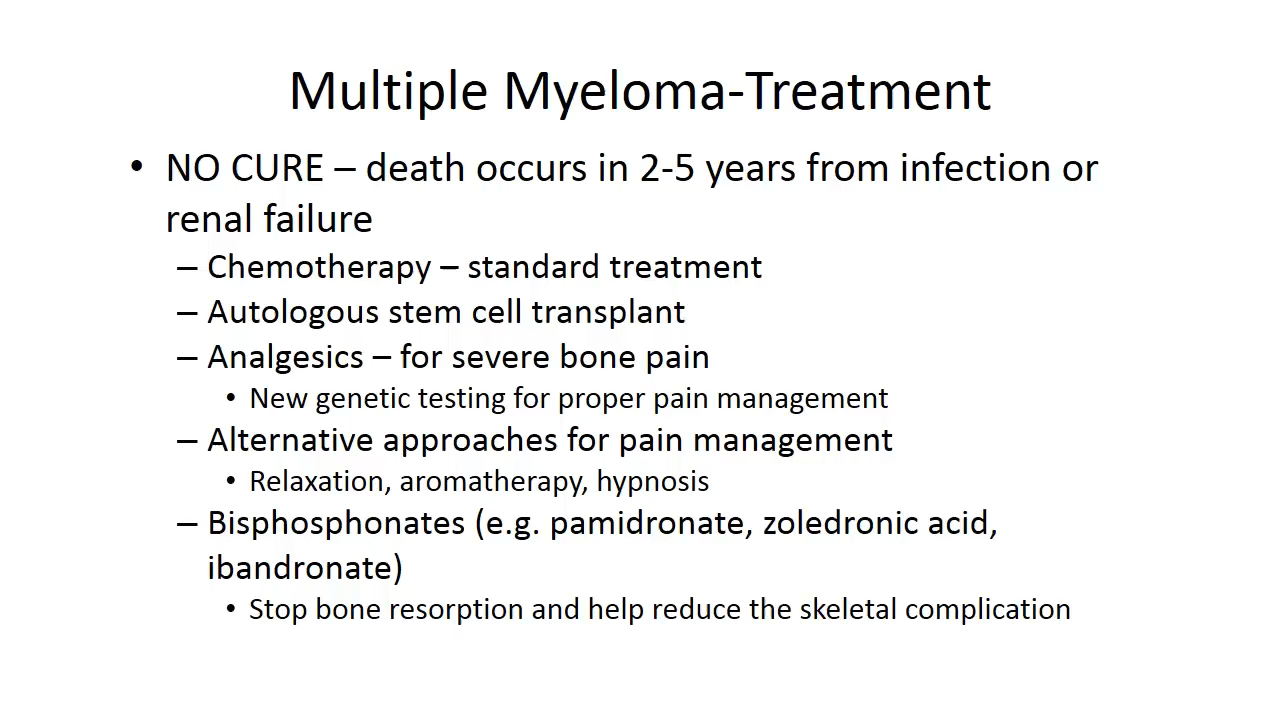 Multiple Myeloma-Treatment
• NO CURE – death occurs in 2-5 years from infection or
renal failure
– Chemotherapy – standard treatment
– Autologous stem cell transplant
– Analgesics – for severe bone pain
• New genetic testing for proper pain management
– Alternative approaches for pain management
• Relaxation, aromatherapy, hypnosis
– Bisphosphonates (e.g. pamidronate, zoledronic acid,
ibandronate)
• Stop bone resorption and help reduce the skeletal complication